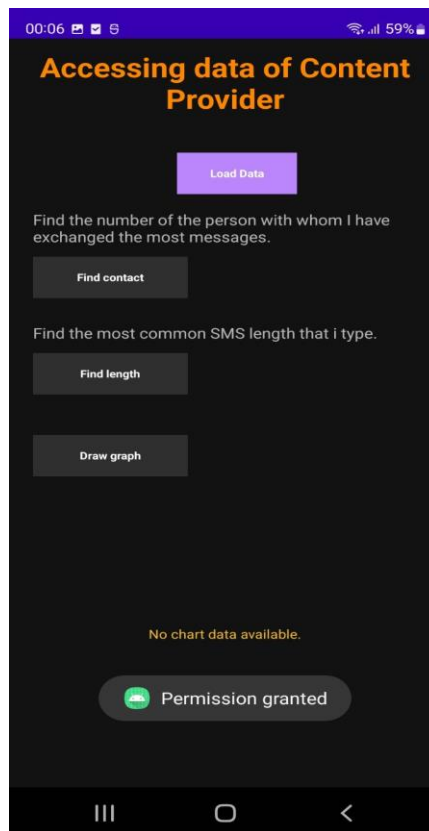 00:06 59%
Accessing data of Content
Provider
Load Data
Find the number of the person with whom I have
exchanged the most messages.
Find contact
Find the most common SMS length that i type.
Find length
Draw graph
No chart data available.
Permission granted